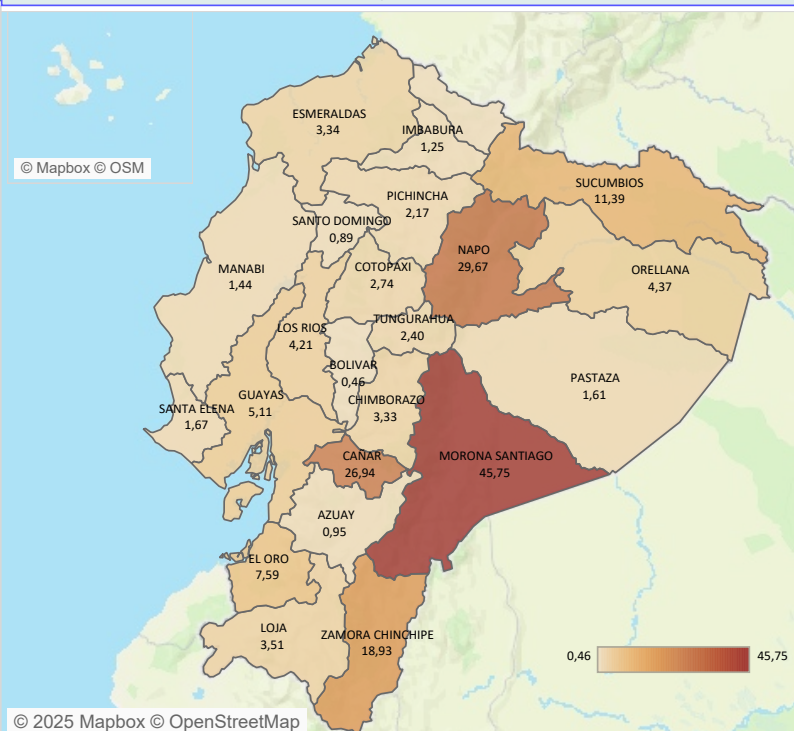 ESMERALDAS
3,34
IMBABURA
1,25
© Mapbox © OSM
SUCUMBIOS
11,39
PICHINCHA
2,17
SANTO DOMINGO
0,89
NAPO
29,67
MANABI
1,44
COTOPAXI
2,74
ORELLANA
4,37
TUNGURAHUA
2,40
LOS RIOS
4,21
BOLIVAR
0,46
PASTAZA
1,61
GUAYAS
5,11
CHIMBORAZO
3,33
SANTA ELENA
1,67
CAÑAR
26,94
MORONA SANTIAGO
45,75
AZUAY
0,95
EL ORO
7,59
LOJA
3,51
ZAMORA CHINCHIPE
18,93
0,46 45,75
© 2025 Mapbox © OpenStreetMap